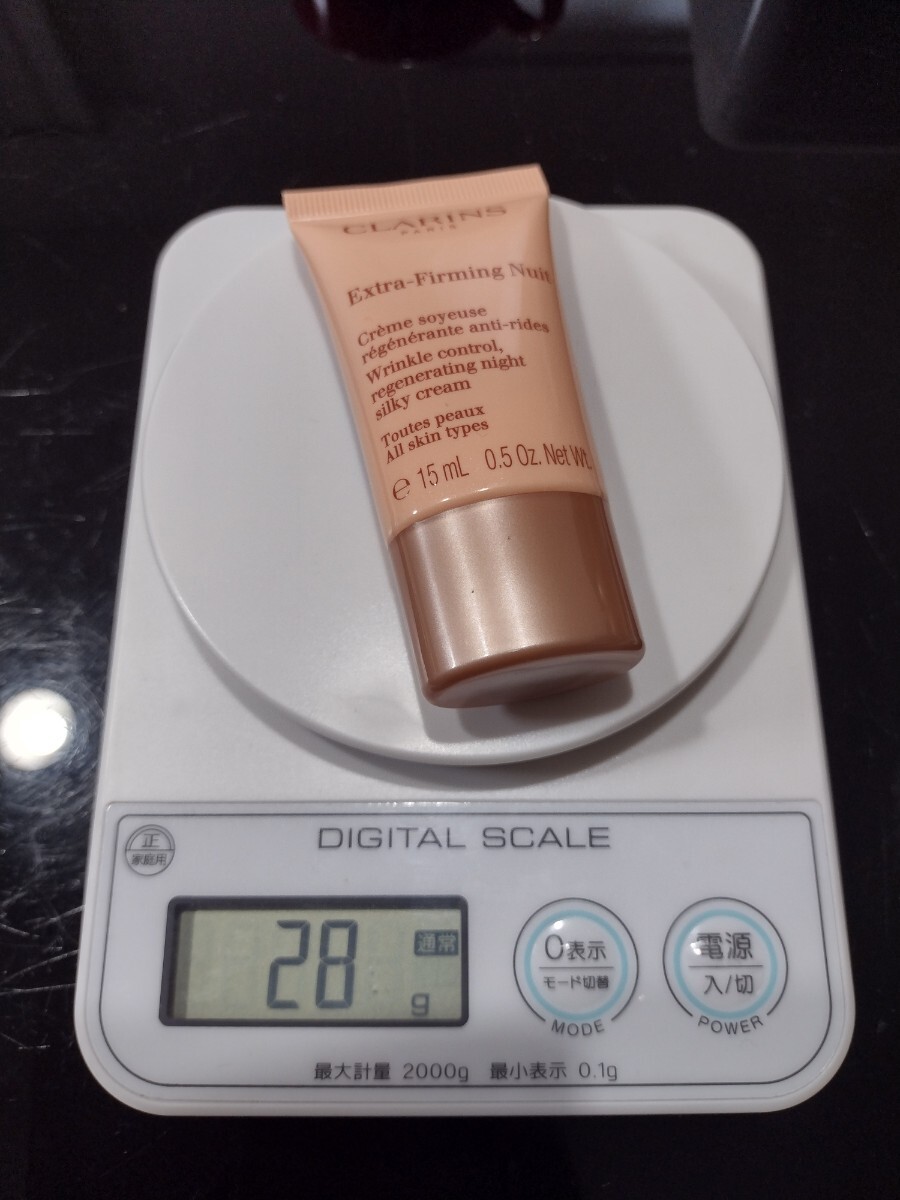 CLARINS
PARIS
Extra-Firming Nuit
Crème soyeuse
régénérante anti-rides
Wrinkle control,
regenerating night
silky cream
Toutes peaux
All skin types
℮ 15 mL 0.5 Oz. Net Wt.
DIGITAL SCALE
正
家庭用
28
通常
g
0表示
モード切替
MODE
電源
入/切
POWER
最大計量 2000g 最小表示 0.1g